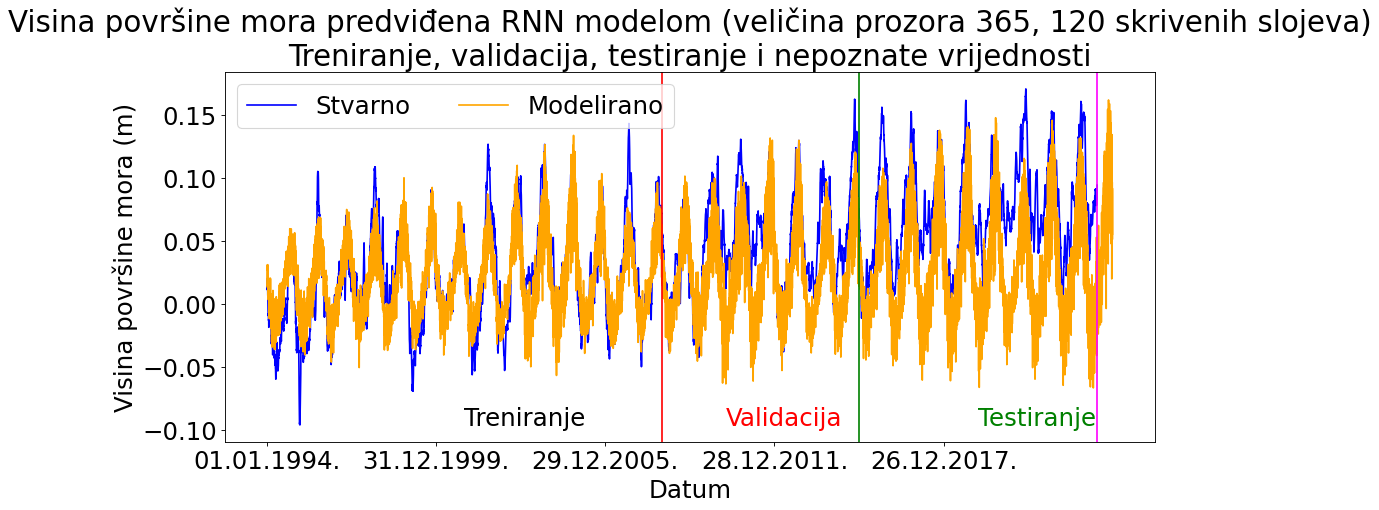 Visina površine mora predviđena RNN modelom (veličina prozora 365, 120 skrivenih slojeva)
Treniranje, validacija, testiranje i nepoznate vrijednosti
Stvarno Modelirano
Visina površine mora (m)
0.15
0.10
0.05
0.00
−0.05
−0.10
Treniranje Validacija Testiranje
01.01.1994. 31.12.1999. 29.12.2005. 28.12.2011. 26.12.2017.
Datum